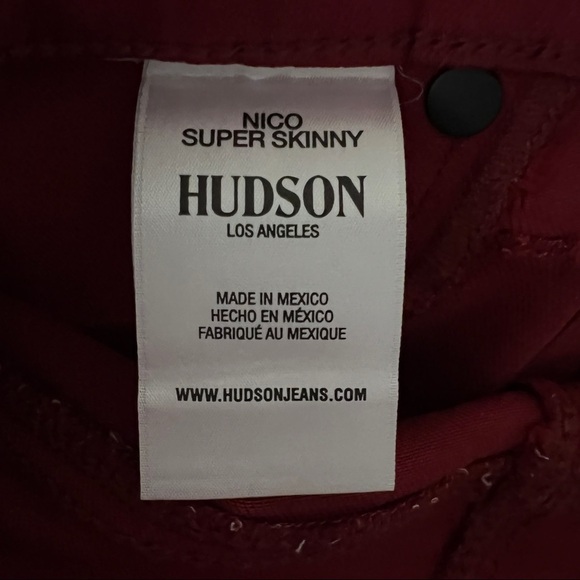 NICO
SUPER SKINNY
HUDSON
LOS ANGELES
MADE IN MEXICO
HECHO EN MÉXICO
FABRIQUÉ AU MEXIQUE
WWW.HUDSONJEANS.COM